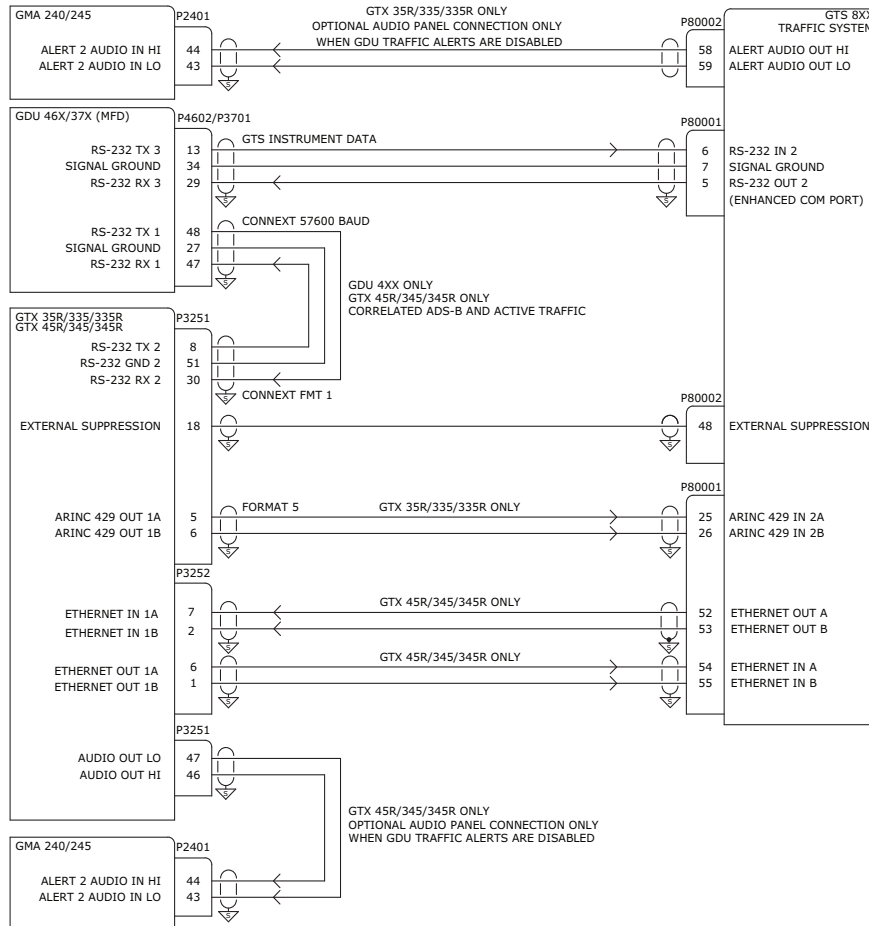 GTX 35R/335/335R ONLY
OPTIONAL AUDIO PANEL CONNECTION ONLY
WHEN GDU TRAFFIC ALERTS ARE DISABLED
GMA 240/245
P2401
ALERT 2 AUDIO IN HI 44
ALERT 2 AUDIO IN LO 43
S
S
P80002
GTS 8XX
TRAFFIC SYSTEM
58 ALERT AUDIO OUT HI
59 ALERT AUDIO OUT LO
GDU 46X/37X (MFD)
P4602/P3701
GTS INSTRUMENT DATA
RS-232 TX 3 13
SIGNAL GROUND 34
RS-232 RX 3 29
S
S
P80001
6 RS-232 IN 2
7 SIGNAL GROUND
5 RS-232 OUT 2
(ENHANCED COM PORT)
CONNEXT 57600 BAUD
RS-232 TX 1 48
SIGNAL GROUND 27
RS-232 RX 1 47
S
GDU 4XX ONLY
GTX 45R/345/345R ONLY
CORRELATED ADS-B AND ACTIVE TRAFFIC
GTX 35R/335/335R
GTX 45R/345/345R
P3251
RS-232 TX 2 8
RS-232 GND 2 51
RS-232 RX 2 30
S
CONNEXT FMT 1
P80002
EXTERNAL SUPPRESSION 18
S
S
48 EXTERNAL SUPPRESSION
P80001
FORMAT 5
GTX 35R/335/335R ONLY
ARINC 429 OUT 1A 5
ARINC 429 OUT 1B 6
S
S
25 ARINC 429 IN 2A
26 ARINC 429 IN 2B
P3252
GTX 45R/345/345R ONLY
ETHERNET IN 1A 7
ETHERNET IN 1B 2
S
S
52 ETHERNET OUT A
53 ETHERNET OUT B
GTX 45R/345/345R ONLY
ETHERNET OUT 1A 6
ETHERNET OUT 1B 1
S
S
54 ETHERNET IN A
55 ETHERNET IN B
P3251
AUDIO OUT LO 47
AUDIO OUT HI 46
S
GTX 45R/345/345R ONLY
OPTIONAL AUDIO PANEL CONNECTION ONLY
WHEN GDU TRAFFIC ALERTS ARE DISABLED
GMA 240/245
P2401
ALERT 2 AUDIO IN HI 44
ALERT 2 AUDIO IN LO 43
S